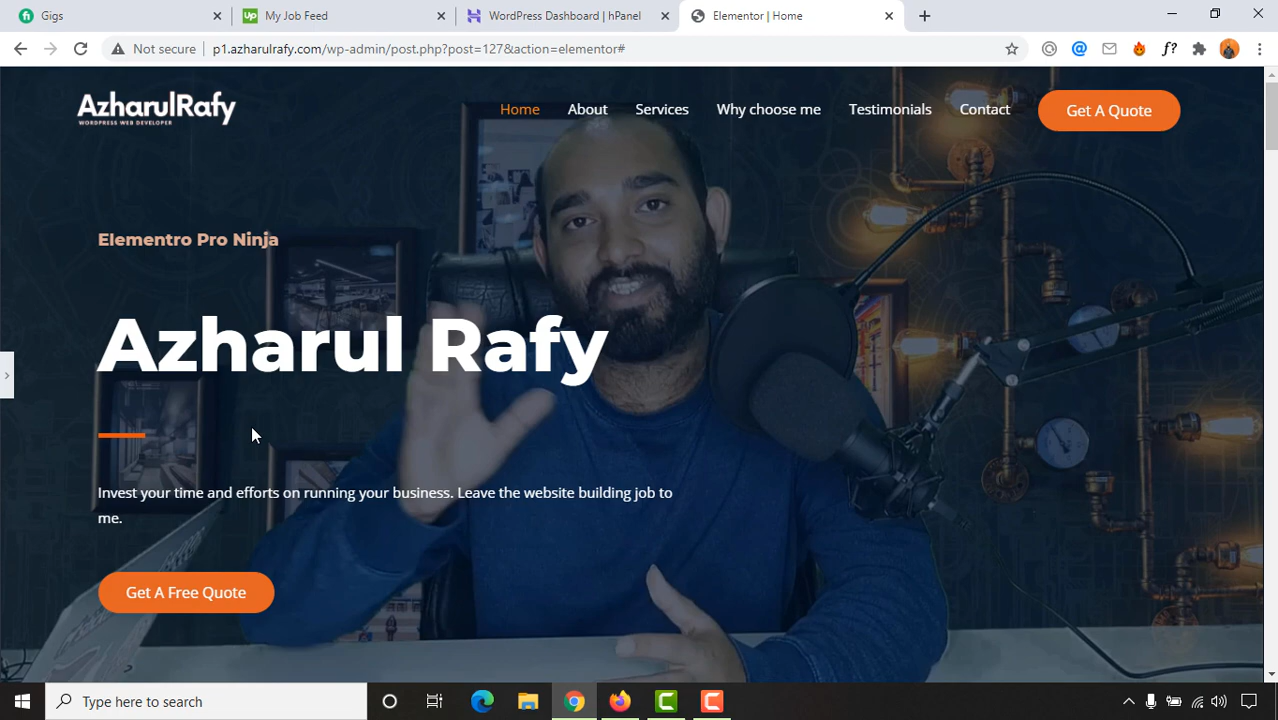 Gigs
My Job Feed
WordPress Dashboard | hPanel
Elementor | Home
Not secure
p1.azharulrafy.com/wp-admin/post.php?post=127&action=elementor#
AzharulRafy
WORDPRESS WEB DEVELOPER
Home
About
Services
Why choose me
Testimonials
Contact
Get A Quote
Elementro Pro Ninja
Azharul Rafy
Invest your time and efforts on running your business. Leave the website building job to
me.
Get A Free Quote
Type here to search